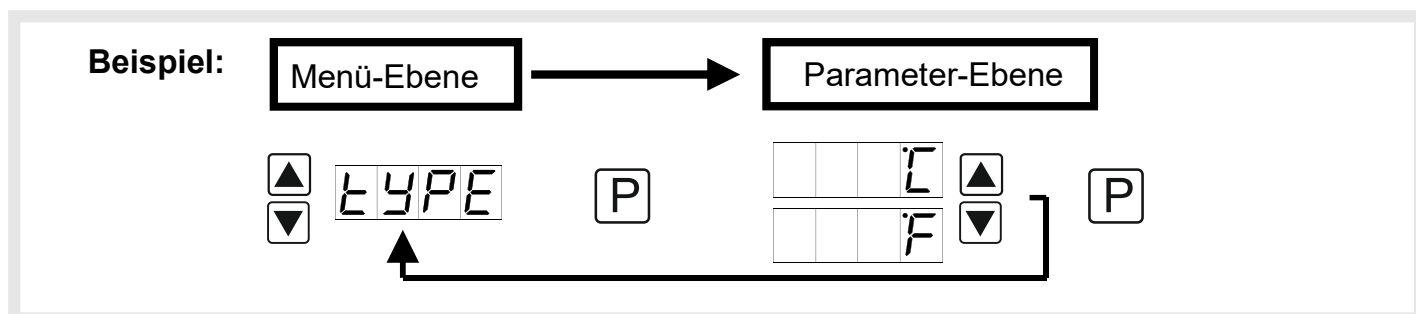 Beispiel:
Menü-Ebene
Parameter-Ebene
tYPE
P
°C
°F
P